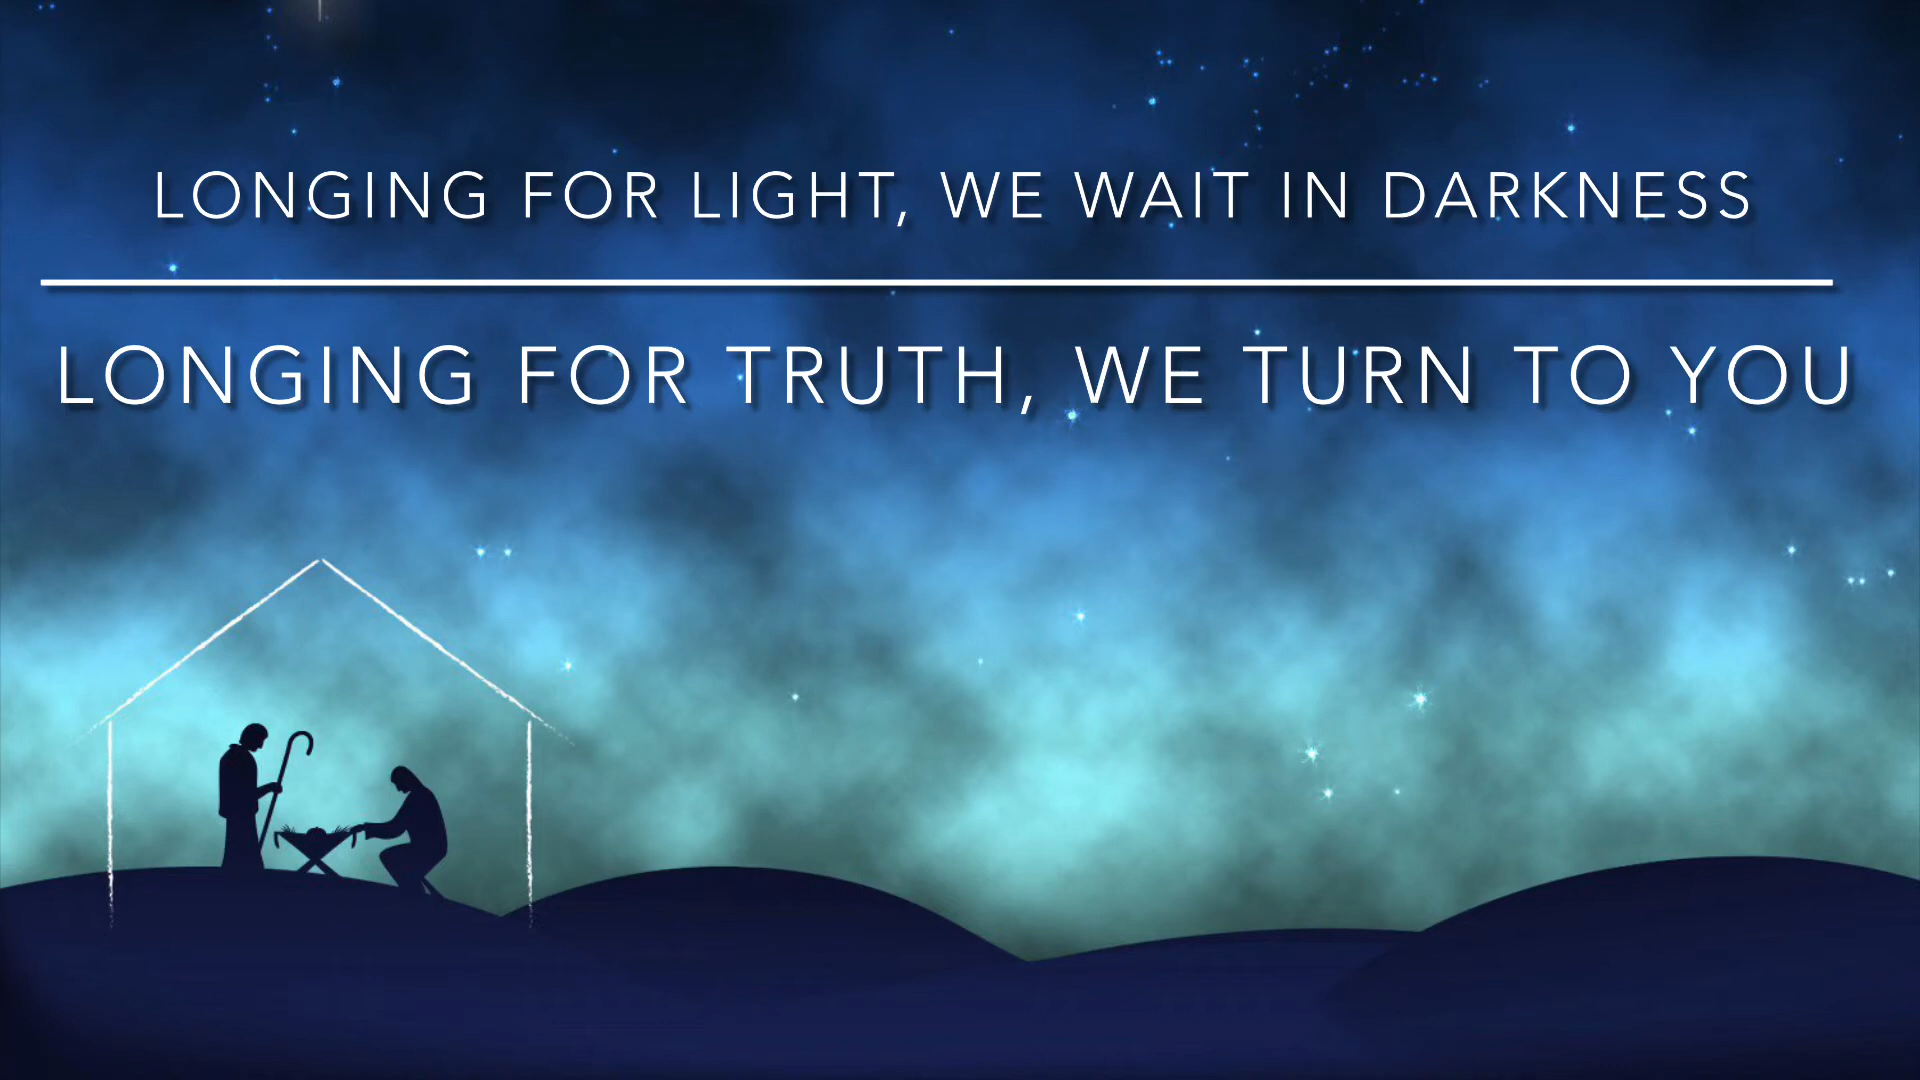 LONGING FOR LIGHT, WE WAIT IN DARKNESS
LONGING FOR TRUTH, WE TURN TO YOU